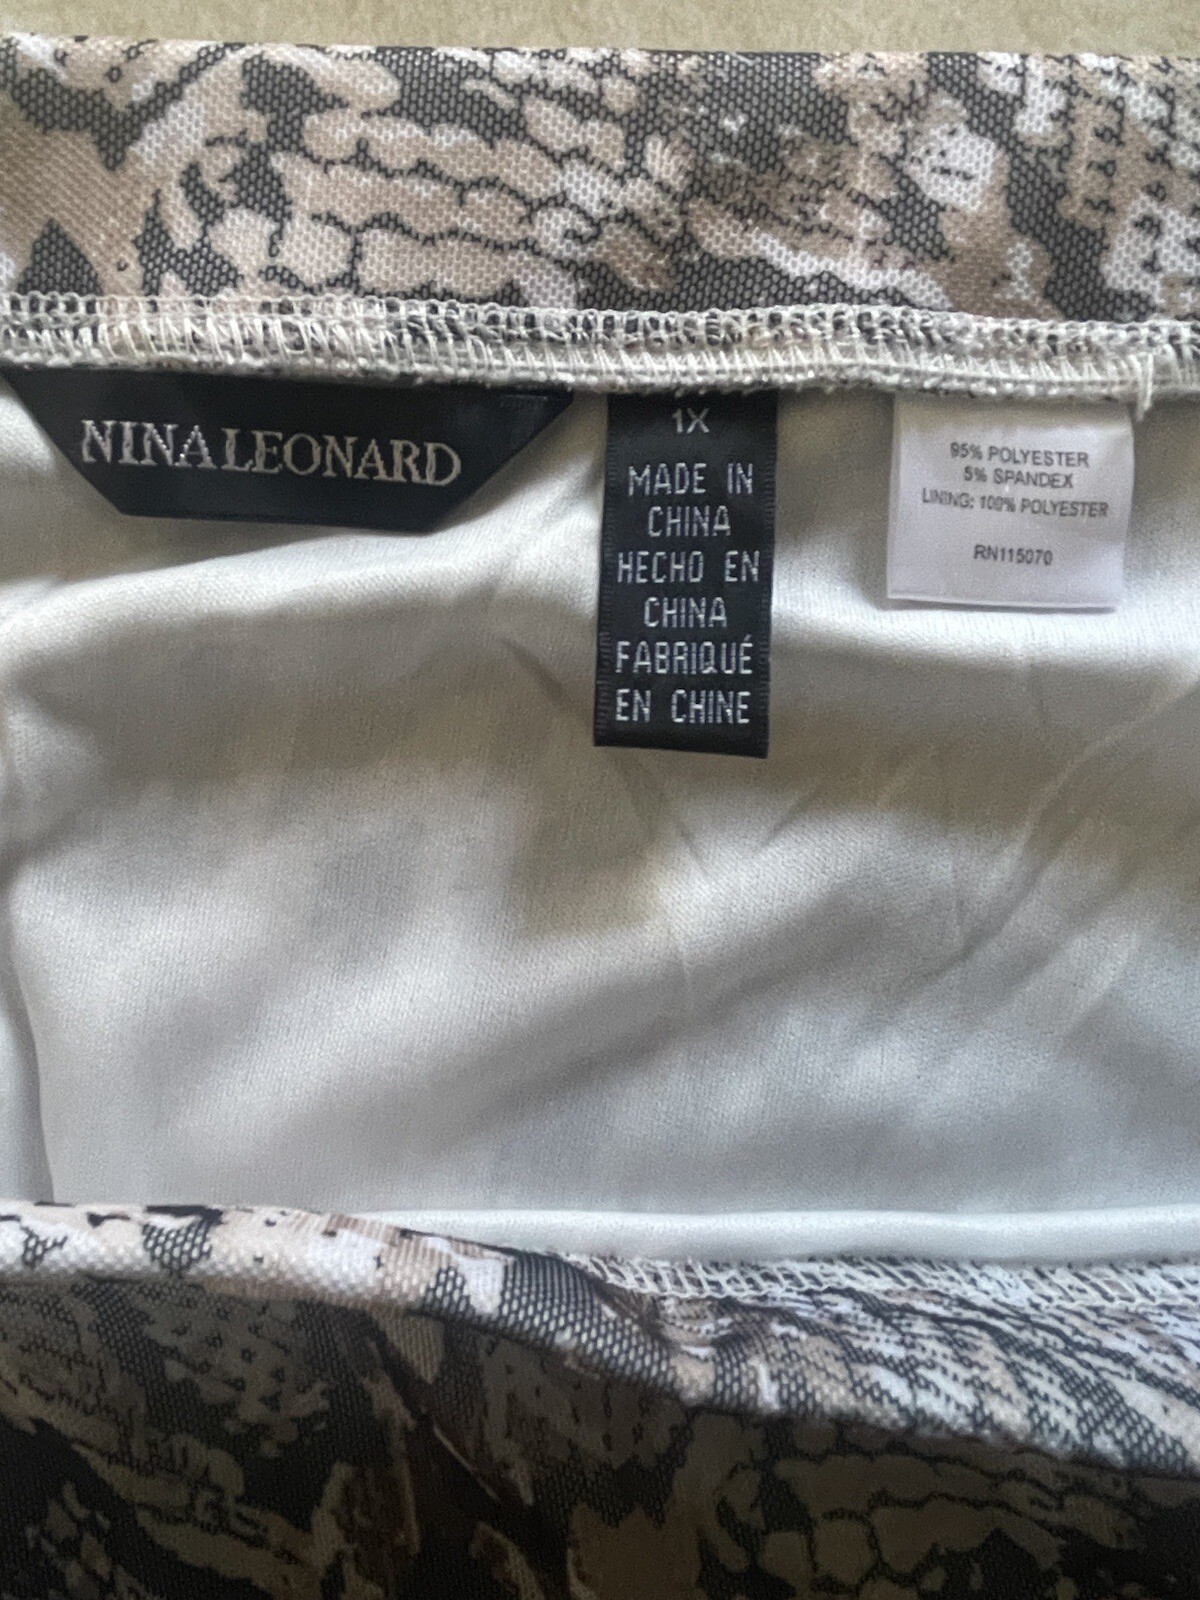 NINA LEONARD
1X
MADE IN
CHINA
HECHO EN
CHINA
FABRIQUÉ
EN CHINE
95% POLYESTER
5% SPANDEX
LINING: 100% POLYESTER
RN115070